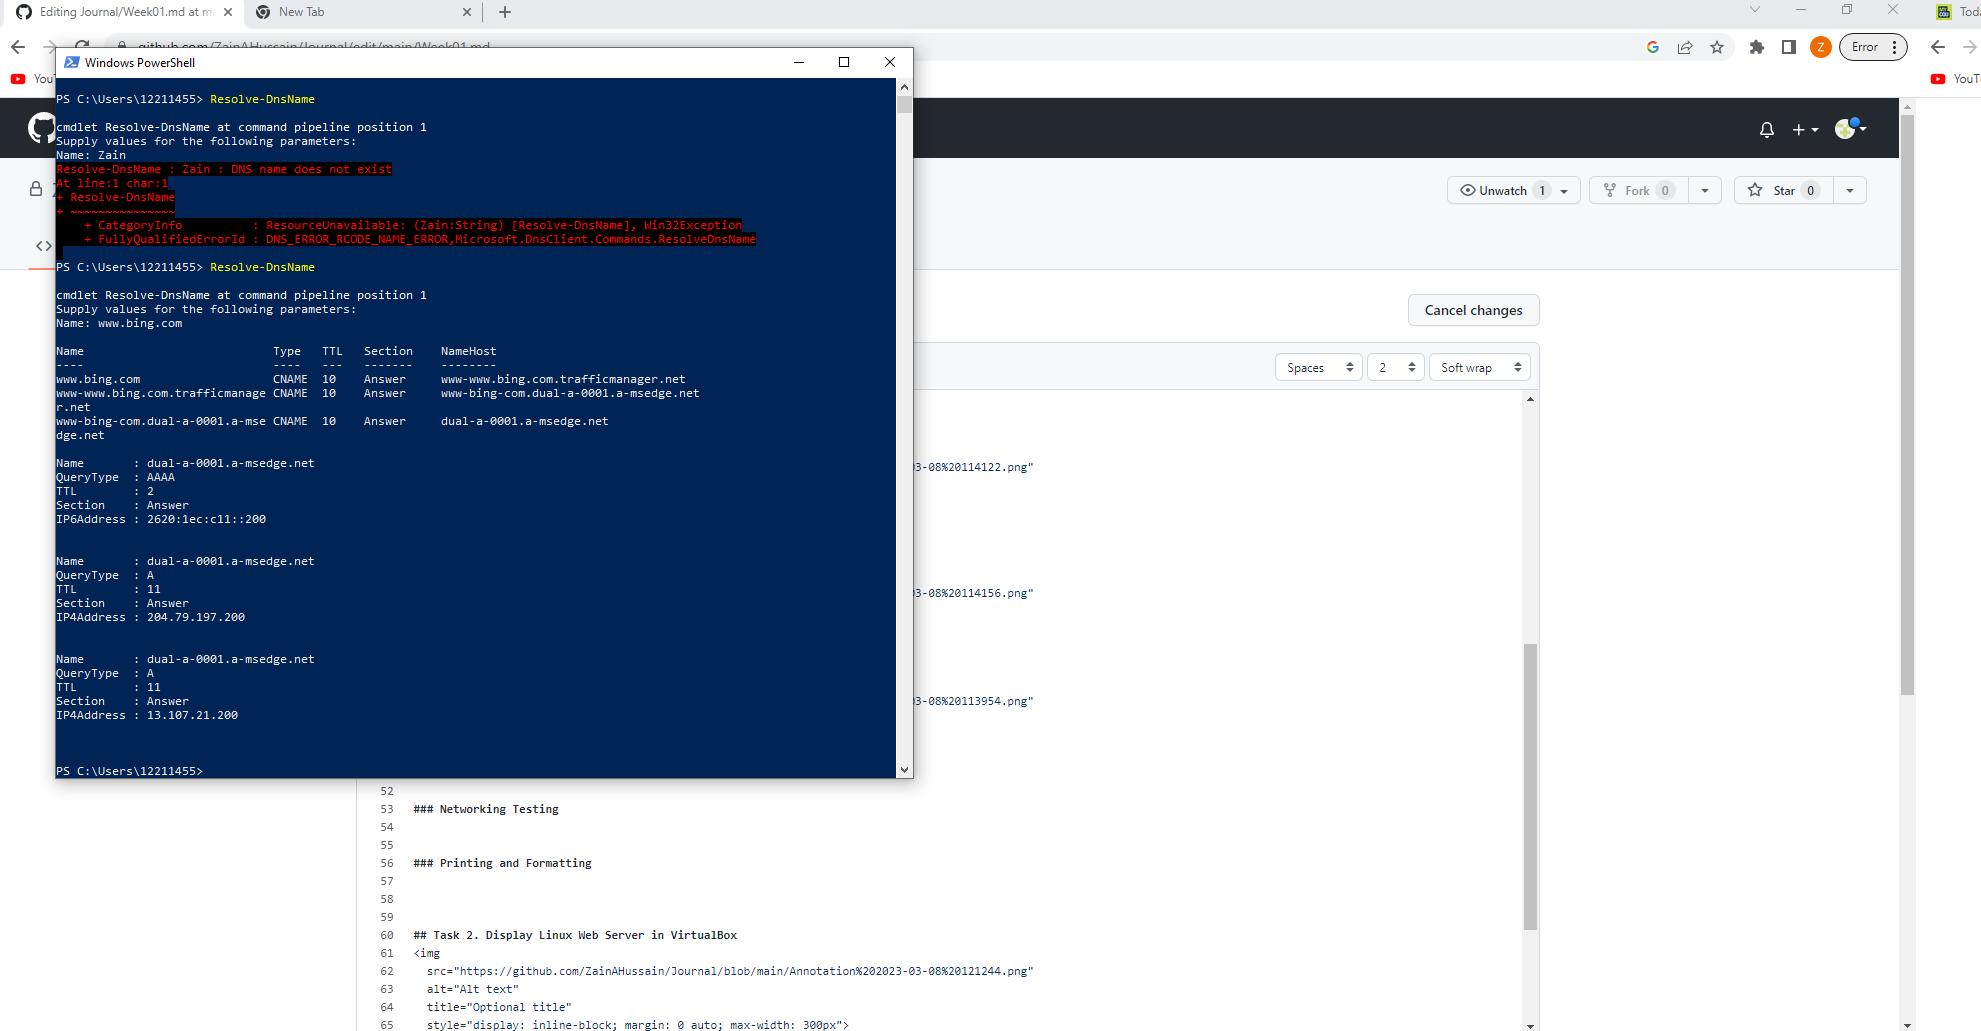 Editing Journal/Week01.md at m
New Tab
Toda
github.com/ZainAHussain/Journal/edit/main/Week01.md
Z
Error
YouT
Windows PowerShell
PS C:\Users\12211455> Resolve-DnsName
cmdlet Resolve-DnsName at command pipeline position 1
Supply values for the following parameters:
Name: Zain
Resolve-DnsName : Zain : DNS name does not exist
At line:1 char:1
+ Resolve-DnsName
+ ~~~~~~~~~~~~~~~
+ CategoryInfo          : ResourceUnavailable: (Zain:String) [Resolve-DnsName], Win32Exception
+ FullyQualifiedErrorId : DNS_ERROR_RCODE_NAME_ERROR,Microsoft.DnsClient.Commands.ResolveDnsName
PS C:\Users\12211455> Resolve-DnsName
cmdlet Resolve-DnsName at command pipeline position 1
Supply values for the following parameters:
Name: www.bing.com
Name Type TTL Section NameHost
---- ---- --- ------- --------
www.bing.com CNAME 10 Answer www-www.bing.com.trafficmanager.net
www-www.bing.com.trafficmanage CNAME 10 Answer www-bing-com.dual-a-0001.a-msedge.net
r.net
www-bing-com.dual-a-0001.a-mse CNAME 10 Answer dual-a-0001.a-msedge.net
dge.net
Name : dual-a-0001.a-msedge.net
QueryType : AAAA
TTL : 2
Section : Answer
IP6Address : 2620:1ec:c11::200
Name : dual-a-0001.a-msedge.net
QueryType : A
TTL : 11
Section : Answer
IP4Address : 204.79.197.200
Name : dual-a-0001.a-msedge.net
QueryType : A
TTL : 11
Section : Answer
IP4Address : 13.107.21.200
PS C:\Users\12211455>
Unwatch 1
Fork 0
Star 0
Cancel changes
Spaces
2
Soft wrap
03-08%20114122.png"
03-08%20114156.png"
03-08%20113954.png"
52
53 ### Networking Testing
54
55
56 ### Printing and Formatting
57
58
59
60 ## Task 2. Display Linux Web Server in VirtualBox
61 <img
62 src="https://github.com/ZainAHussain/Journal/blob/main/Annotation%202023-03-08%20121244.png"
63 alt="Alt text"
64 title="Optional title"
65 style="display: inline-block; margin: 0 auto; max-width: 300px">